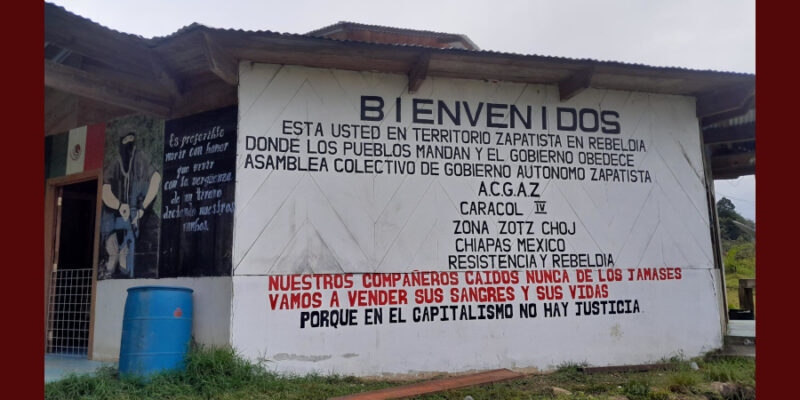 Es preferible
morir con honor
que vivir
con la vergüenza
de un tirano
dictando nuestros
rumbos.
BIENVENIDOS
ESTA USTED EN TERRITORIO ZAPATISTA EN REBELDIA
DONDE LOS PUEBLOS MANDAN Y EL GOBIERNO OBEDECE
ASAMBLEA COLECTIVO DE GOBIERNO AUTONOMO ZAPATISTA
A.C.G.A.Z
CARACOL IV
ZONA ZOTZ CHOJ
CHIAPAS MEXICO
RESISTENCIA Y REBELDIA
NUESTROS COMPAÑEROS CAIDOS NUNCA DE LOS JAMASES
VAMOS A VENDER SUS SANGRES Y SUS VIDAS
PORQUE EN EL CAPITALISMO NO HAY JUSTICIA.